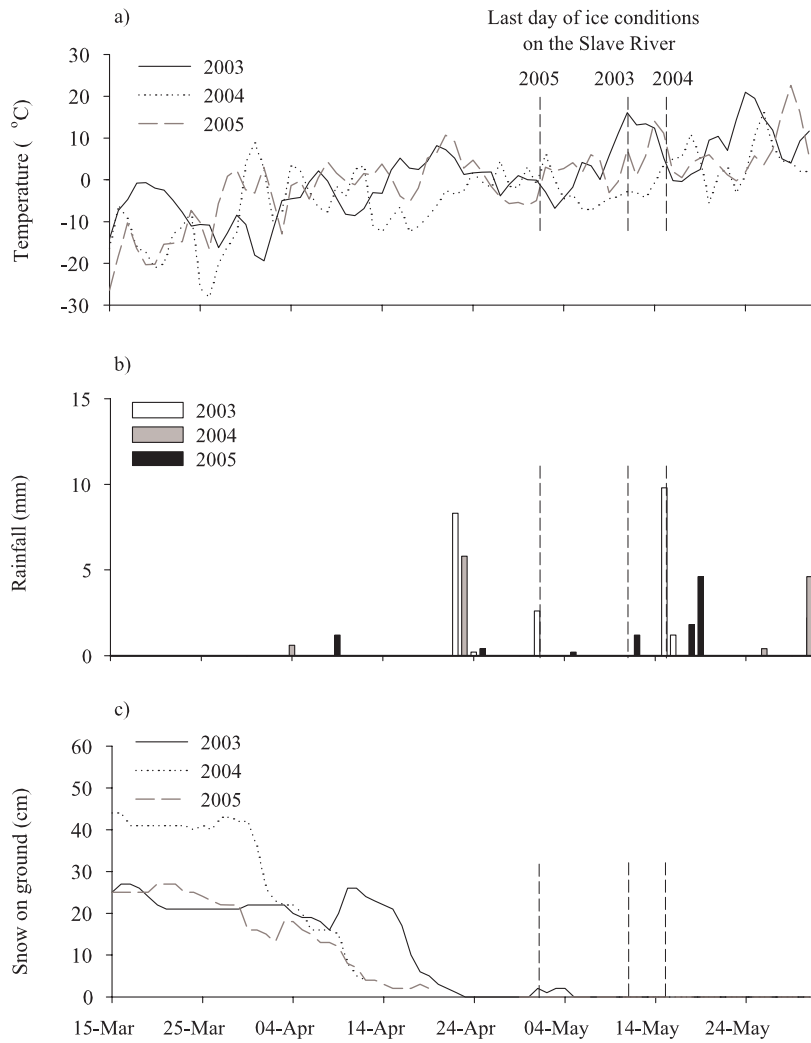 a)
Last day of ice conditions
on the Slave River
2005 2003 2004
2003
2004
2005
30
20
10
0
-10
-20
-30
Temperature ( °C)
b)
2003
2004
2005
15
10
5
0
Rainfall (mm)
c)
2003
2004
2005
60
50
40
30
20
10
0
Snow on ground (cm)
15-Mar 25-Mar 04-Apr 14-Apr 24-Apr 04-May 14-May 24-May